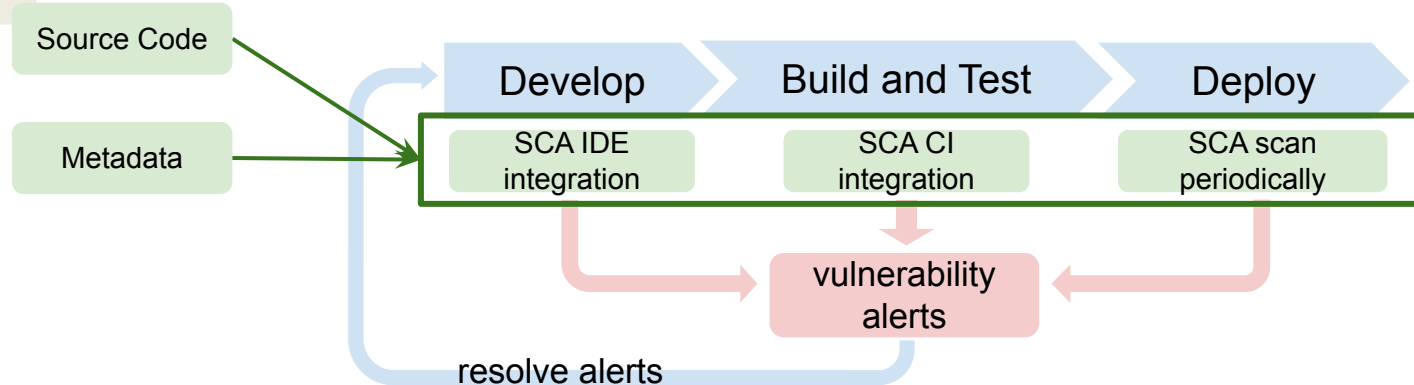 Source Code
Develop
Build and Test
Deploy
Metadata
SCA IDE
integration
SCA CI
integration
SCA scan
periodically
vulnerability
alerts
resolve alerts